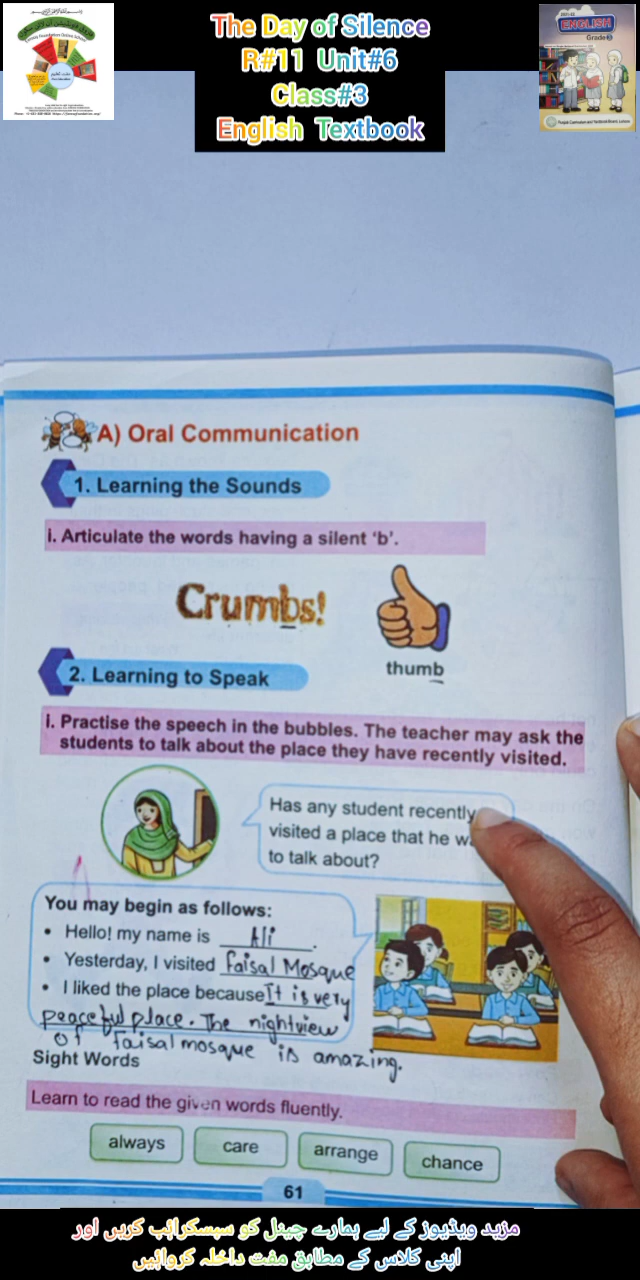 The Day of Silence
R#11 Unit#6
Class#3
English Textbook
ENGLISH
Grade 3
Punjab Curriculum and Textbook Board, Lahore
A) Oral Communication
1. Learning the Sounds
i. Articulate the words having a silent ‘b’.
Crumbs!
thumb
2. Learning to Speak
i. Practise the speech in the bubbles. The teacher may ask the
students to talk about the place they have recently visited.
Has any student recently
visited a place that he
to talk about?
You may begin as follows:
• Hello! my name is Ali.
• Yesterday, I visited Faisal Mosque
• I liked the place because It is very
peaceful place. The nightview
of faisal mosque is amazing.
Sight Words
Learn to read the given words fluently.
always care arrange chance
61
مزید ویڈیوز کے لیے ہمارے چینل کو سبسکرائب کریں اور
اپنی کلاس کے مطابق مفت داخلہ کروائیں